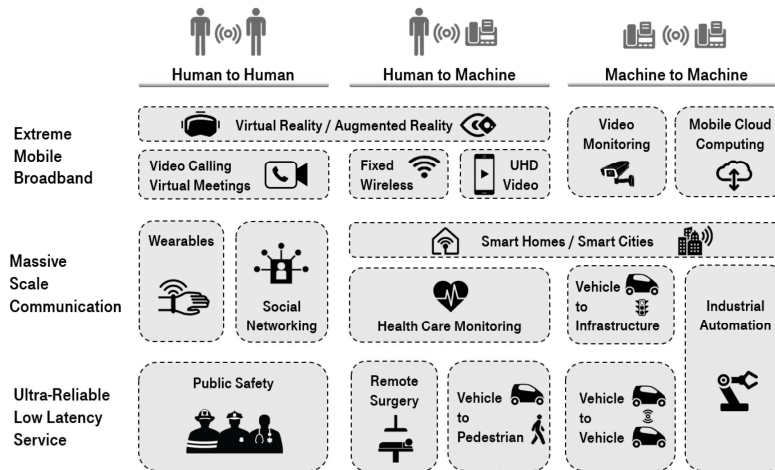 Human to Human
Human to Machine
Machine to Machine
Extreme
Mobile
Broadband
Virtual Reality / Augmented Reality
Video
Monitoring
Mobile Cloud
Computing
Video Calling
Virtual Meetings
Fixed
Wireless
UHD
Video
Massive
Scale
Communication
Wearables
Social
Networking
Smart Homes / Smart Cities
Health Care Monitoring
Vehicle
to
Infrastructure
Industrial
Automation
Ultra-Reliable
Low Latency
Service
Public Safety
Remote
Surgery
Vehicle
to
Pedestrian
Vehicle
to
Vehicle